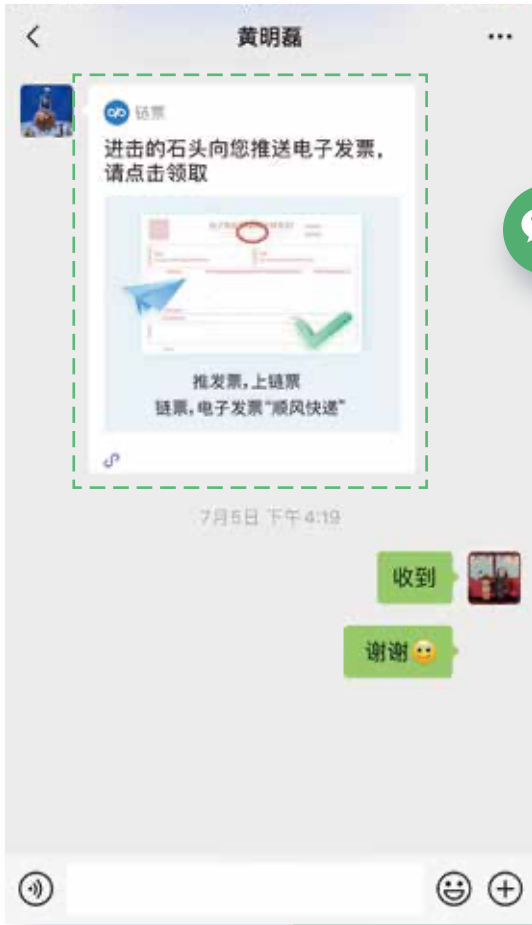 黄明磊
链票
进击的石头向您推送电子发票,
请点击领取
推发票,上链票
链票,电子发票“顺风快递”
7月5日 下午 4:19
收到
谢谢